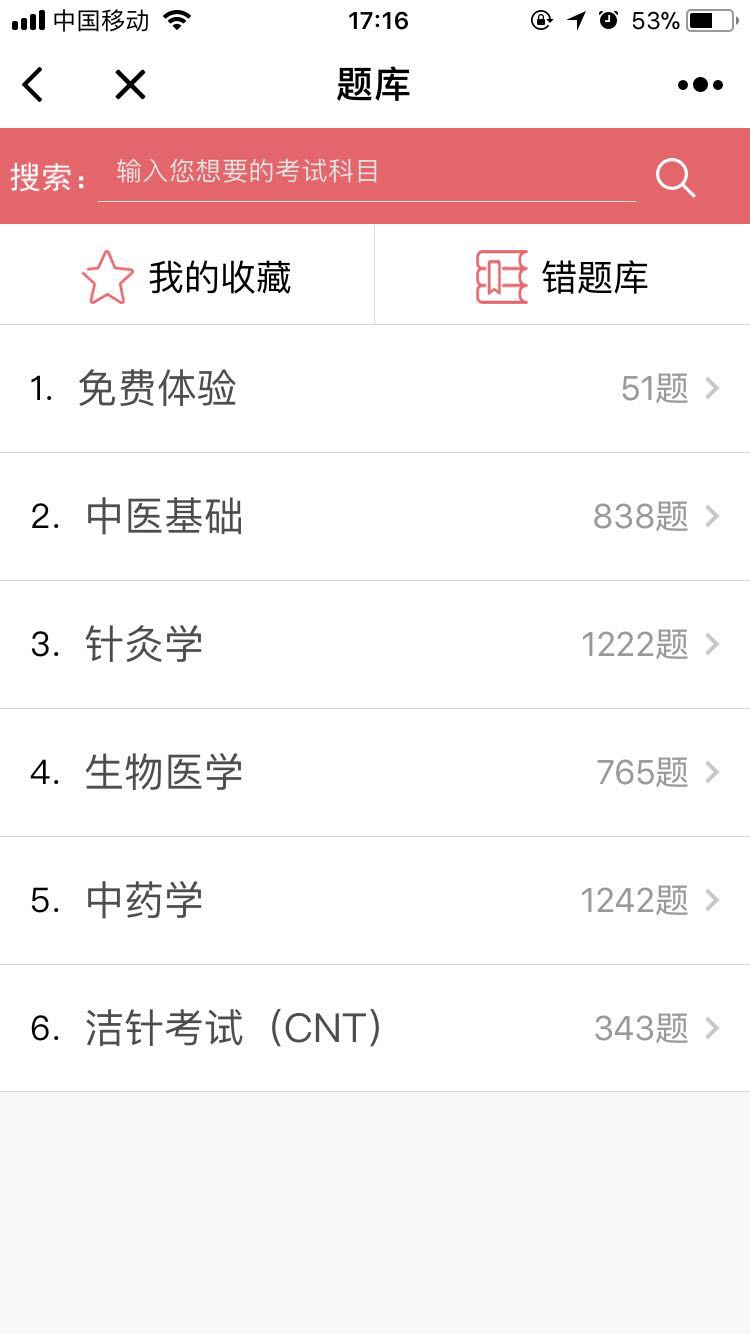 中国移动 17:16 53%
题库
搜索： 输入您想要的考试科目
我的收藏 错题库
1. 免费体验 51题
2. 中医基础 838题
3. 针灸学 1222题
4. 生物医学 765题
5. 中药学 1242题
6. 洁针考试（CNT） 343题